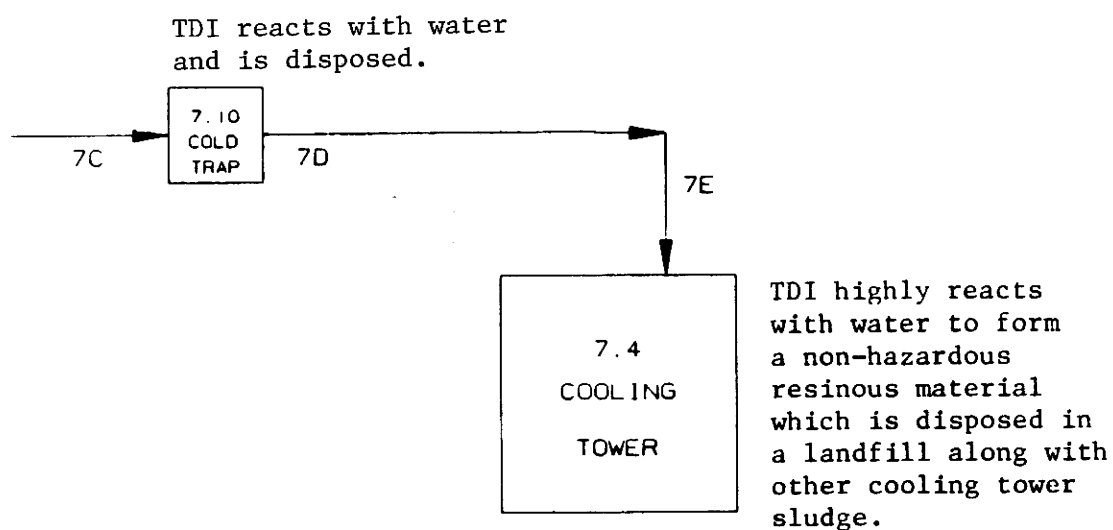 TDI reacts with water
and is disposed.
7.10
COLD
TRAP
7C
7D
7E
7.4
COOLING
TOWER
TDI highly reacts
with water to form
a non-hazardous
resinous material
which is disposed in
a landfill along with
other cooling tower
sludge.